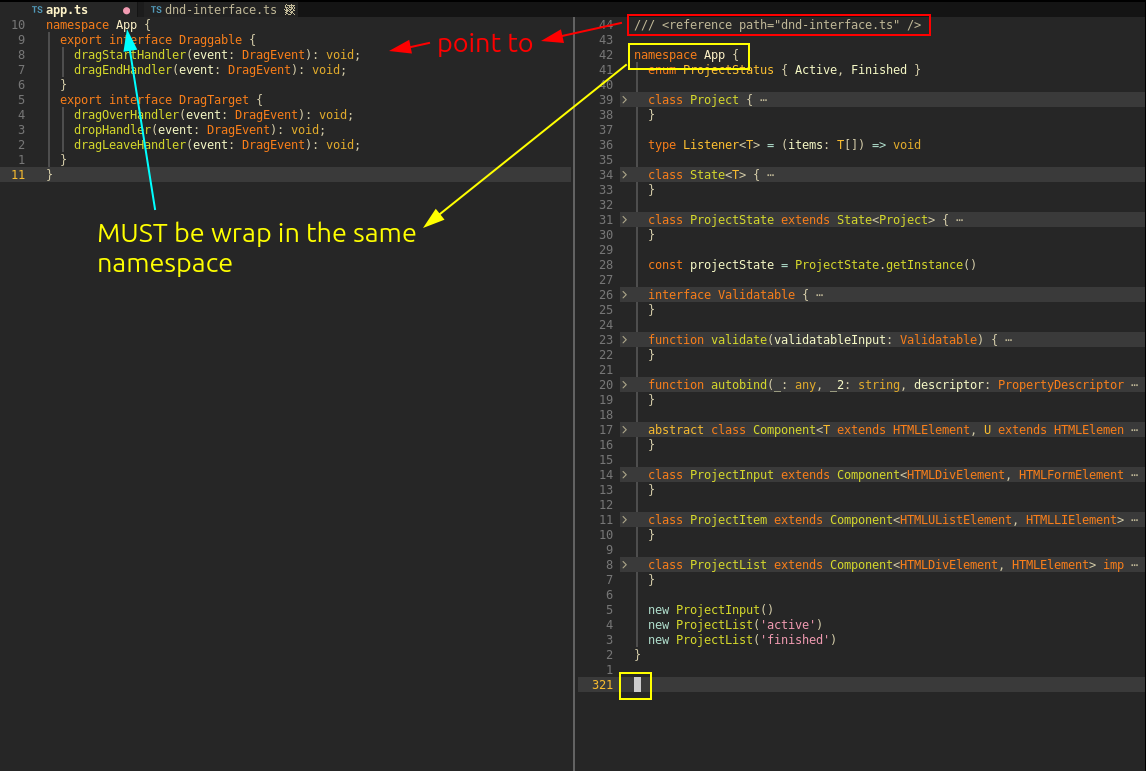 TS app.ts ● TS dnd-interface.ts
10 namespace App {
9 export interface Draggable {
8 dragStartHandler(event: DragEvent): void;
7 dragEndHandler(event: DragEvent): void;
6 }
5 export interface DragTarget {
4 dragOverHandler(event: DragEvent): void;
3 dropHandler(event: DragEvent): void;
2 dragLeaveHandler(event: DragEvent): void;
1 }
11 }
MUST be wrap in the same
namespace
point to
44 /// <reference path="dnd-interface.ts" />
43
42 namespace App {
41 enum ProjectStatus { Active, Finished }
40
39 > class Project { ⋯
38 }
37
36 type Listener<T> = (items: T[]) => void
35
34 > class State<T> { ⋯
33 }
32
31 > class ProjectState extends State<Project> { ⋯
30 }
29
28 const projectState = ProjectState.getInstance()
27
26 > interface Validatable { ⋯
25 }
24
23 > function validate(validatableInput: Validatable) { ⋯
22 }
21
20 > function autobind(_: any, _2: string, descriptor: PropertyDescriptor ⋯
19 }
18
17 > abstract class Component<T extends HTMLElement, U extends HTMLElemen ⋯
16 }
15
14 > class ProjectInput extends Component<HTMLDivElement, HTMLFormElement ⋯
13 }
12
11 > class ProjectItem extends Component<HTMLUListElement, HTMLLIElement> ⋯
10 }
9
8 > class ProjectList extends Component<HTMLDivElement, HTMLElement> imp ⋯
7 }
6
5 new ProjectInput()
4 new ProjectList('active')
3 new ProjectList('finished')
2 }
1
321